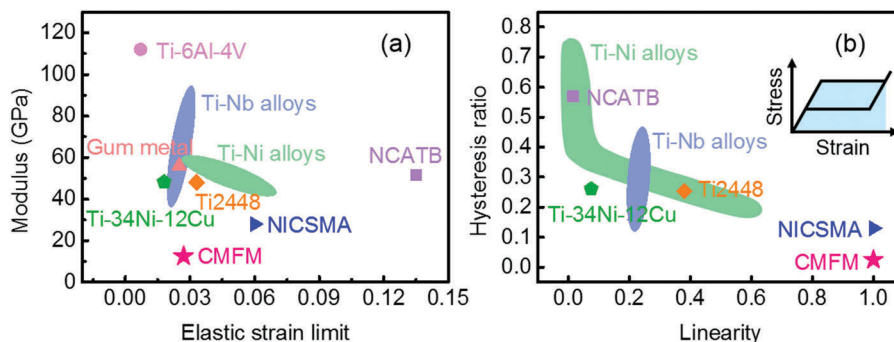 (a)
Modulus (GPa)
120
100
80
60
40
20
0
Ti-6Al-4V
Ti-Nb alloys
Gum metal
Ti-Ni alloys
NCATB
Ti2448
Ti-34Ni-12Cu
NICSMA
CMFM
0.00 0.03 0.06 0.09 0.12 0.15
Elastic strain limit
(b)
Hysteresis ratio
0.8
0.7
0.6
0.5
0.4
0.3
0.2
0.1
0.0
Ti-Ni alloys
NCATB
Stress
Strain
Ti-Nb alloys
Ti2448
Ti-34Ni-12Cu
NICSMA
CMFM
0.0 0.2 0.4 0.6 0.8 1.0
Linearity